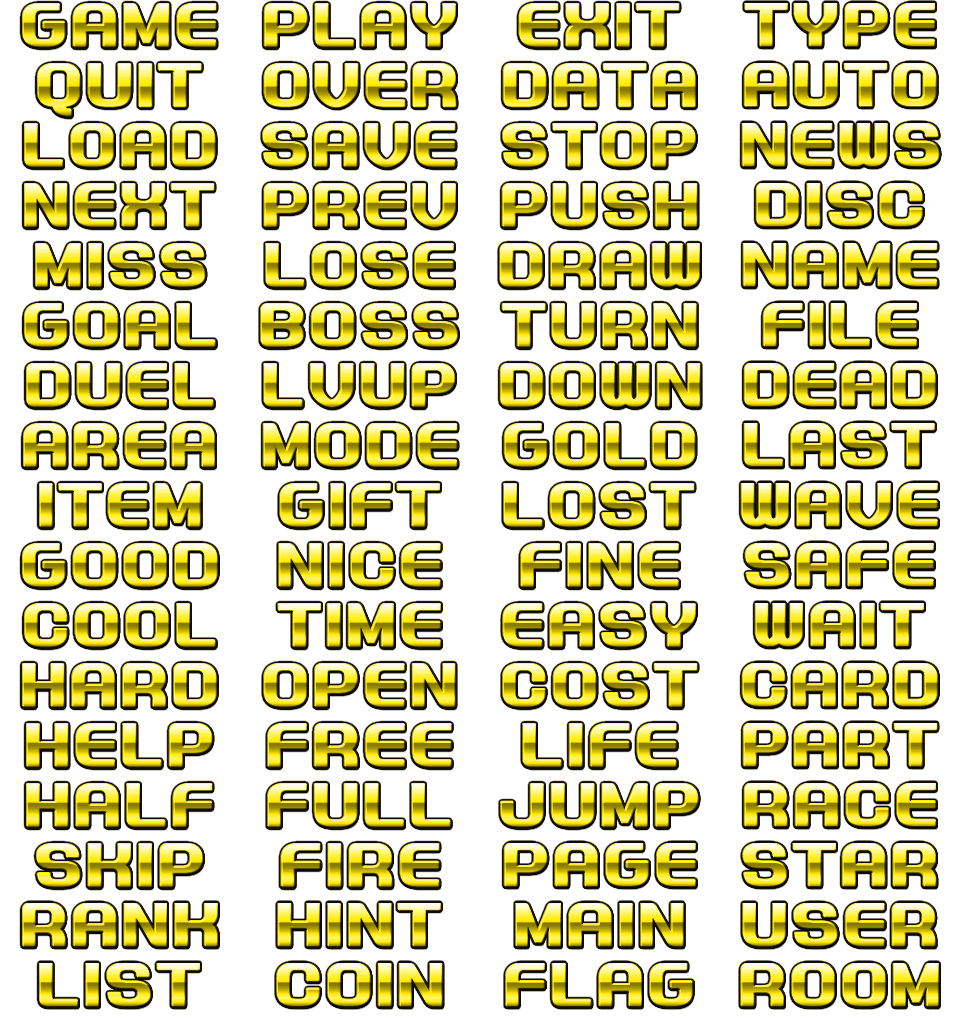 GAME PLAY EXIT TYPE
QUIT OVER DATA AUTO
LOAD SAVE STOP NEWS
NEXT PREV PUSH DISC
MISS LOSE DRAW NAME
GOAL BOSS TURN FILE
DUEL LVUP DOWN DEAD
AREA MODE GOLD LAST
ITEM GIFT LOST WAVE
GOOD NICE FINE SAFE
COOL TIME EASY WAIT
HARD OPEN COST CARD
HELP FREE LIFE PART
HALF FULL JUMP RACE
SKIP FIRE PAGE STAR
RANK HINT MAIN USER
LIST COIN FLAG ROOM